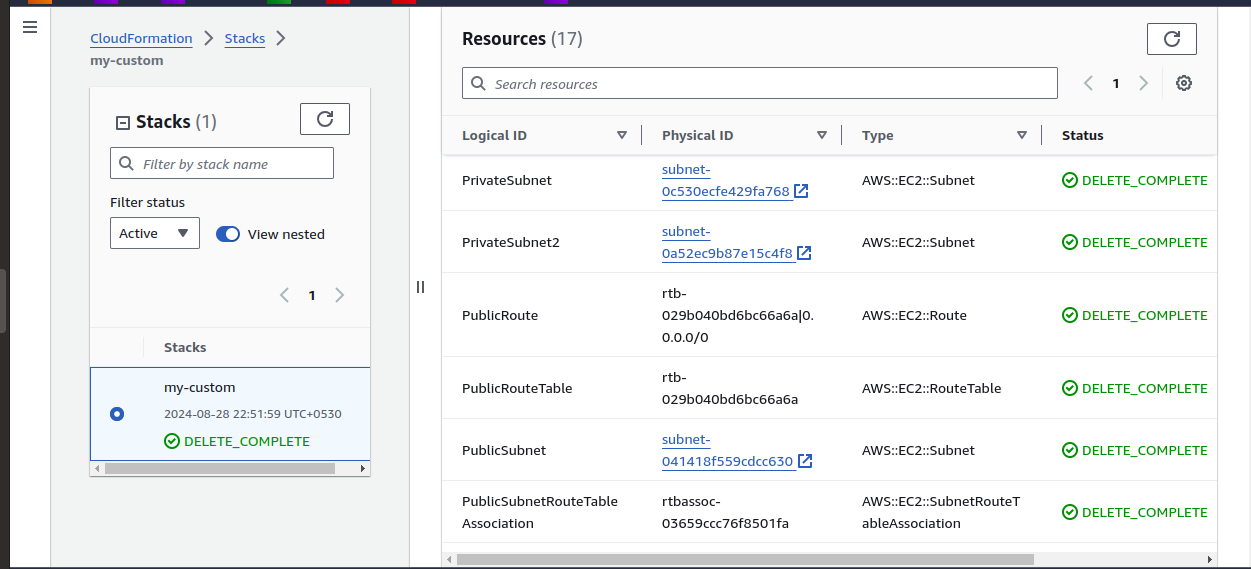 CloudFormation
Stacks
my-custom
Stacks (1)
Filter by stack name
Filter status
Active
View nested
1
Stacks
my-custom
2024-08-28 22:51:59 UTC+0530
DELETE_COMPLETE
Resources (17)
Search resources
1
Logical ID
Physical ID
Type
Status
PrivateSubnet
subnet-
0c530ecfe429fa768
AWS::EC2::Subnet
DELETE_COMPLETE
PrivateSubnet2
subnet-
0a52ec9b87e15c4f8
AWS::EC2::Subnet
DELETE_COMPLETE
PublicRoute
rtb-
029b040bd6bc66a6a|0.
0.0.0/0
AWS::EC2::Route
DELETE_COMPLETE
PublicRouteTable
rtb-
029b040bd6bc66a6a
AWS::EC2::RouteTable
DELETE_COMPLETE
PublicSubnet
subnet-
041418f559cdcc630
AWS::EC2::Subnet
DELETE_COMPLETE
PublicSubnetRouteTable
Association
rtbassoc-
03659ccc76f8501fa
AWS::EC2::SubnetRouteT
ableAssociation
DELETE_COMPLETE